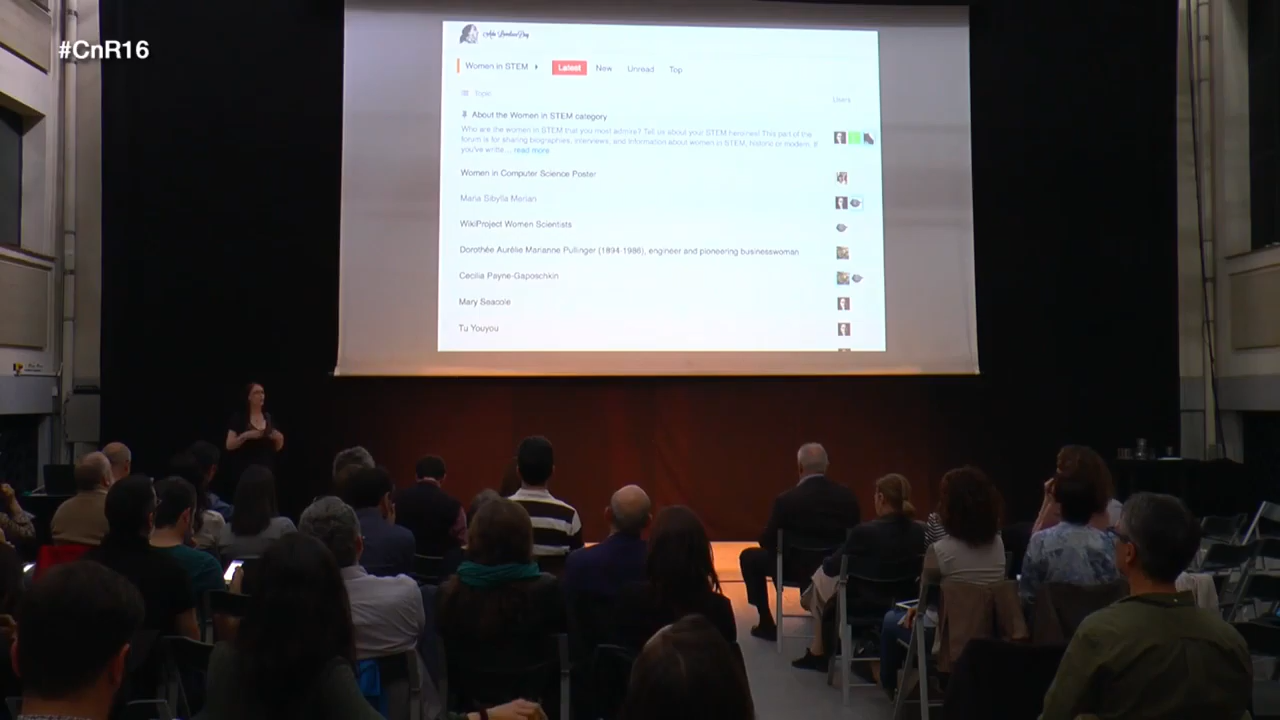 #CnR16
Ada Lovelace Day
Women in STEM
Latest
New
Unread
Top
Topic
Users
About the Women in STEM category
Who are the women in STEM that you most admire? Tell us about your STEM heroines! This part of the
forum is for sharing biographies, interviews, and information about women in STEM, historic or modern. If
you've write ... read more
Women in Computer Science Poster
Maria Sibylla Merian
WikiProject Women Scientists
Dorothée Aurélie Marianne Pullinger (1894-1986), engineer and pioneering businesswoman
Cecilia Payne-Gaposchkin
Mary Seacole
Tu Youyou